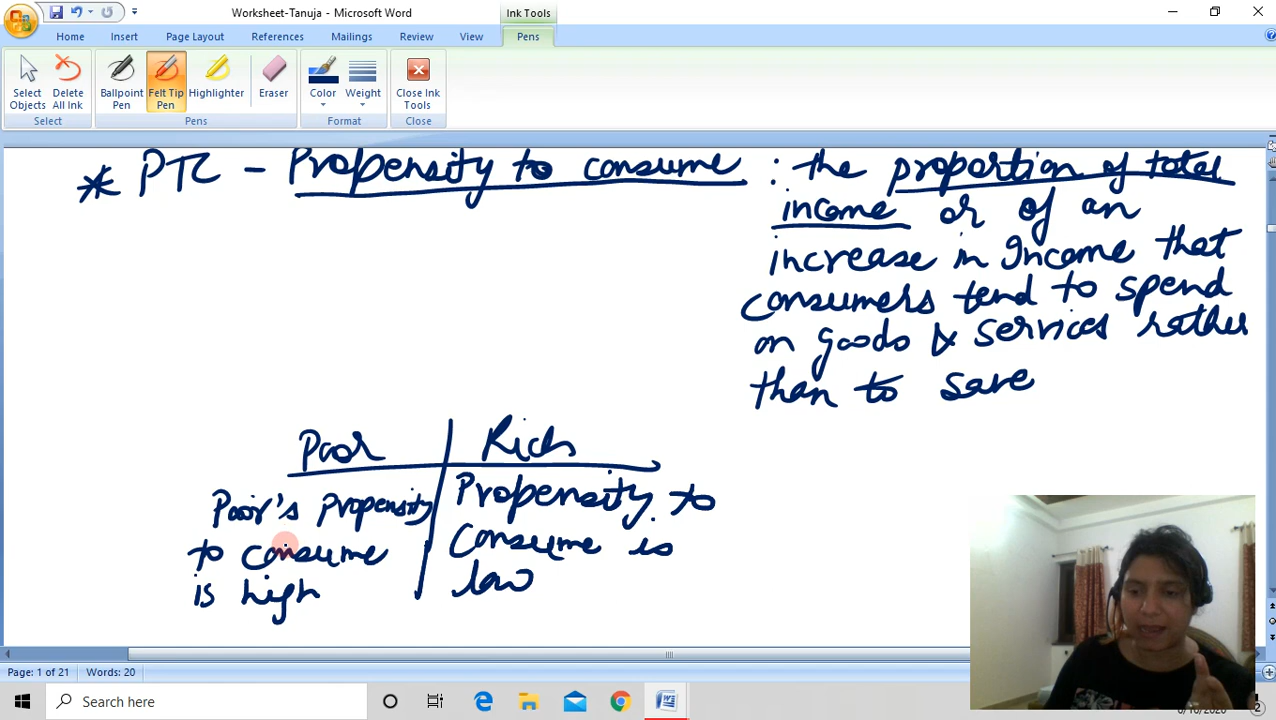 Worksheet-Tanuja - Microsoft Word
Ink Tools
Home Insert Page Layout References Mailings Review View Pens
Select Objects
Delete All Ink
Ballpoint Pen
Felt Tip Pen
Highlighter
Eraser
Color
Weight
Close Ink Tools
Select Pens Format Close
* PTC - Propensity to consume : the proportion of total
income or of an
increase in Income that
consumers tend to spend
on goods & services rather
than to save
Poor Rich
Poor's Propensity
to consume
is high
Propensity to
Consume is
low
Page: 1 of 21 Words: 20
Search here